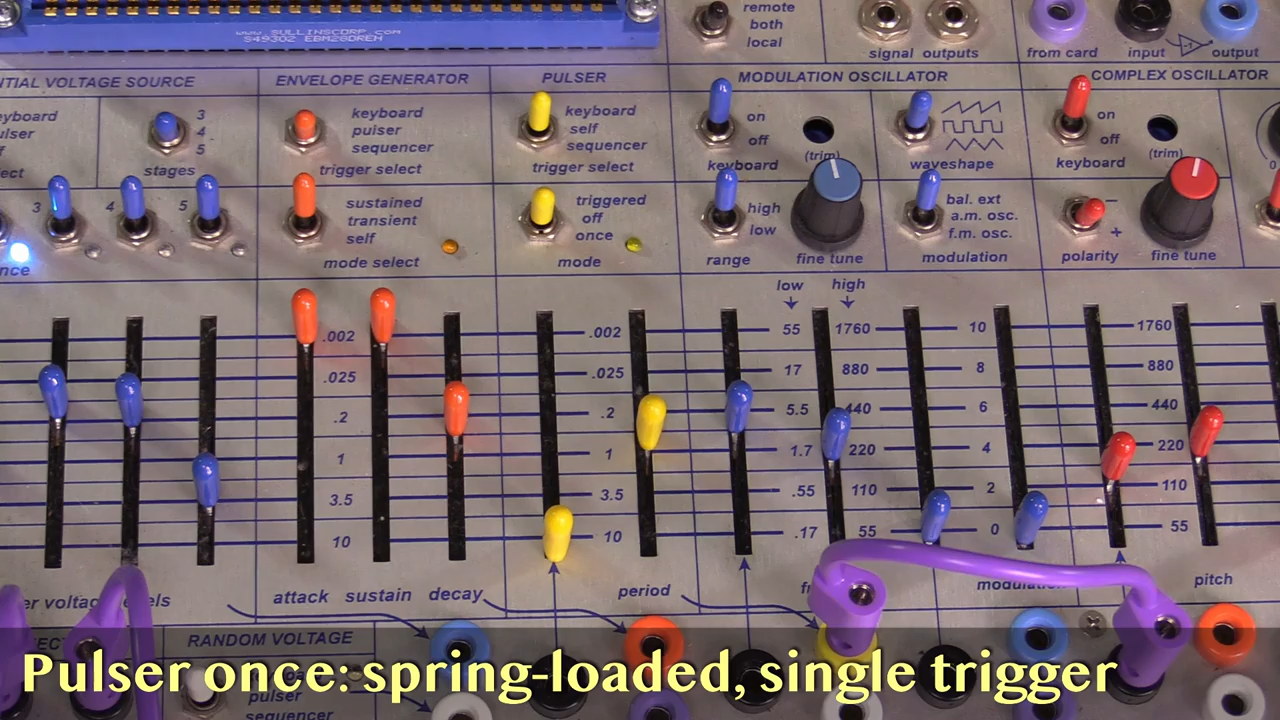 www.SULLINSCORP.com
S49302 EBM28DREH
remote
both
local
signal outputs
from card
input
output
VOLTAGE SOURCE
ENVELOPE GENERATOR
PULSER
MODULATION OSCILLATOR
COMPLEX OSCILLATOR
3
4
5
stages
keyboard
pulser
sequencer
trigger select
keyboard
self
sequencer
trigger select
on
off
keyboard
(trim)
waveshape
on
off
keyboard
(trim)
3
4
5
sustained
transient
self
mode select
triggered
off
once
mode
high
low
range
fine tune
bal. ext
a.m. osc.
f.m. osc.
modulation
−
+
polarity
fine tune
low
high
.002
.025
.2
1
3.5
10
.002
.025
.2
1
3.5
10
55
17
5.5
1.7
.55
.17
1760
880
440
220
110
55
10
8
6
4
2
0
1760
880
440
220
110
55
attack
sustain
decay
period
pitch
RANDOM VOLTAGE
pulser
sequencer
Pulser once: spring-loaded, single trigger